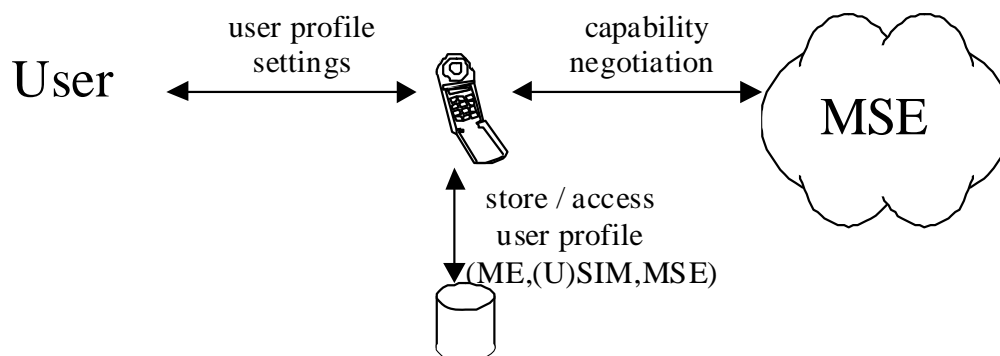 user profile
settings
capability
negotiation
User
MSE
store / access
user profile
(ME,(U)SIM,MSE)